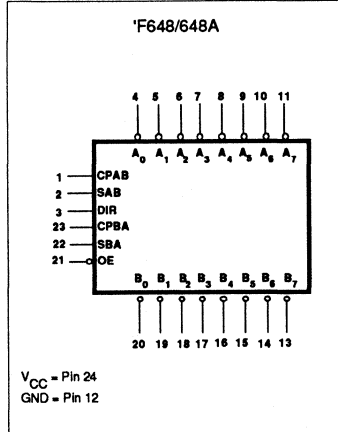 'F648/648A
4 5 6 7 8 9 10 11
A0 A1 A2 A3 A4 A5 A6 A7
1 CPAB
2 SAB
3 DIR
23 CPBA
22 SBA
21 OE
B0 B1 B2 B3 B4 B5 B6 B7
20 19 18 17 16 15 14 13
VCC = Pin 24
GND = Pin 12